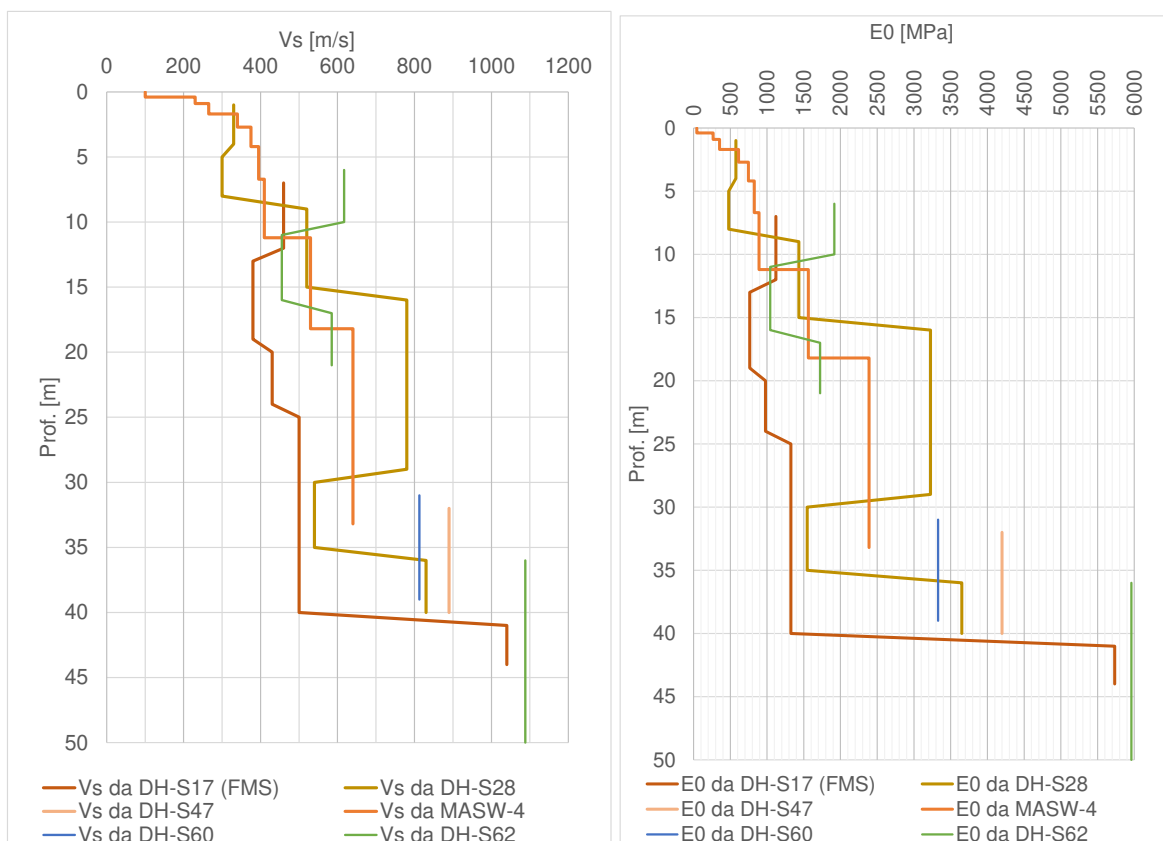 Vs [m/s]
0 200 400 600 800 1000 1200
0
5
10
15
20
25
30
35
40
45
50
Prof. [m]
Vs da DH-S17 (FMS) Vs da DH-S28
Vs da DH-S47 Vs da MASW-4
Vs da DH-S60 Vs da DH-S62
E0 [MPa]
0 500 1000 1500 2000 2500 3000 3500 4000 4500 5000 5500 6000
0
5
10
15
20
25
30
35
40
45
50
Prof. [m]
E0 da DH-S17 (FMS) E0 da DH-S28
E0 da DH-S47 E0 da MASW-4
E0 da DH-S60 E0 da DH-S62